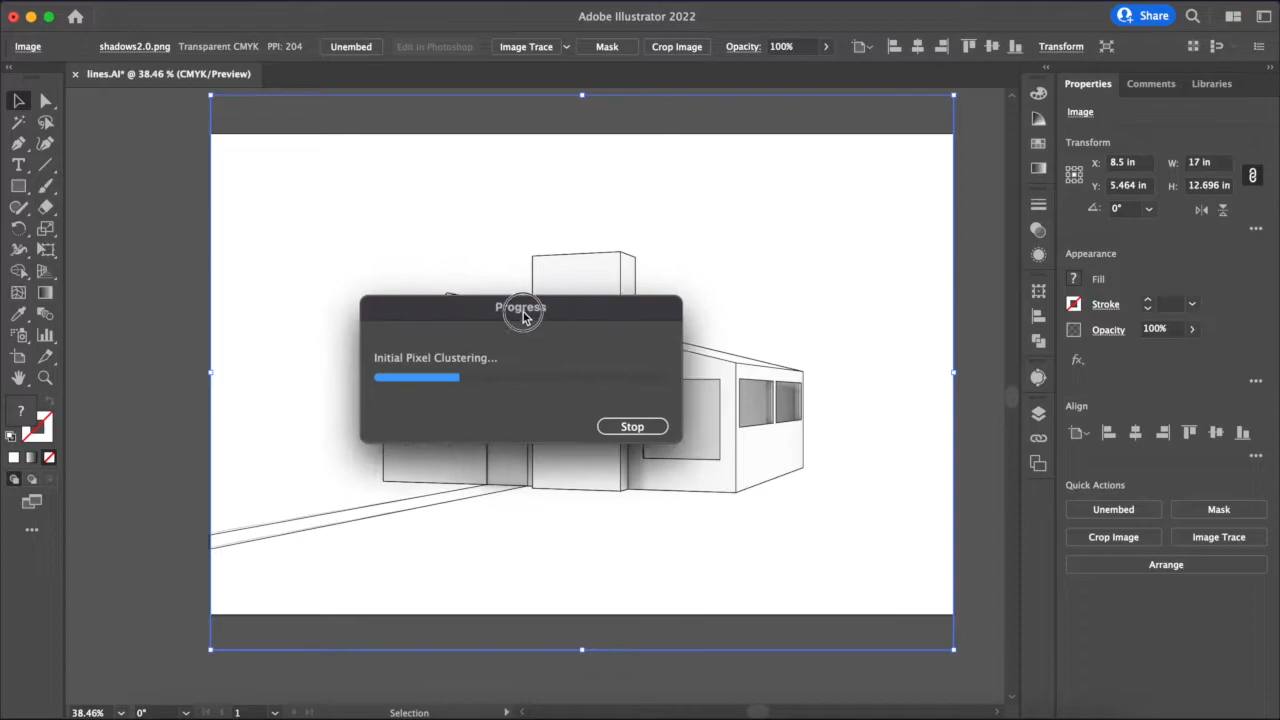 Adobe Illustrator 2022
Share
Image
shadows2.0.png
Transparent CMYK
PPI: 204
Unembed
Edit in Photoshop
Image Trace
Mask
Crop Image
Opacity:
100%
Transform
lines.AI* @ 38.46 % (CMYK/Preview)
Properties
Comments
Libraries
Image
Transform
X:
8.5 in
W:
17 in
Y:
5.464 in
H:
12.696 in
0°
Appearance
?
Fill
Stroke
Opacity
100%
fx.
Align
Quick Actions
Unembed
Mask
Crop Image
Image Trace
Arrange
Progress
Initial Pixel Clustering...
Stop
?
38.46%
0°
1
Selection